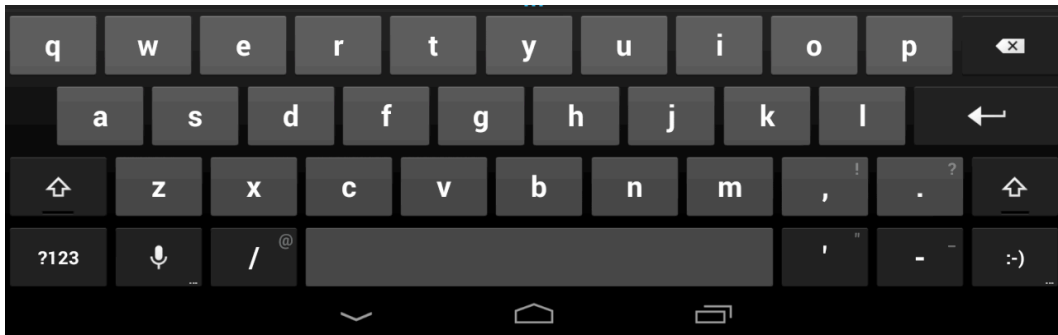 q w e r t y u i o p
a s d f g h j k l
z x c v b n m , ! . ?
?123 / @ ' " - _ :-)